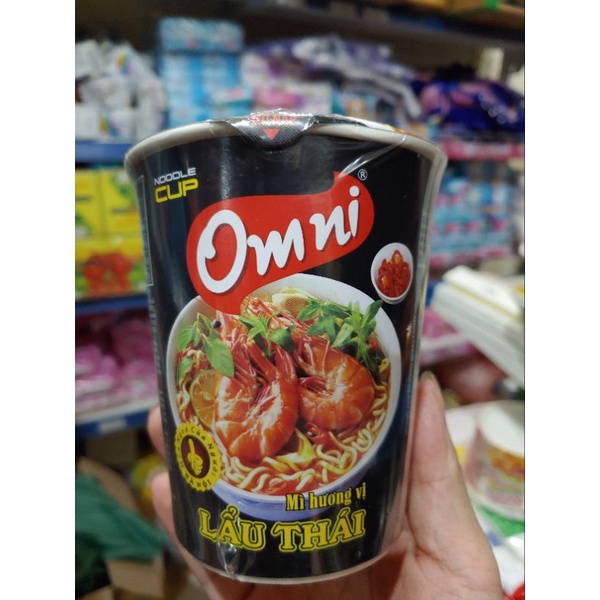 NOODLE
CUP
Omni®
Mì hương vị
LẨU THÁI